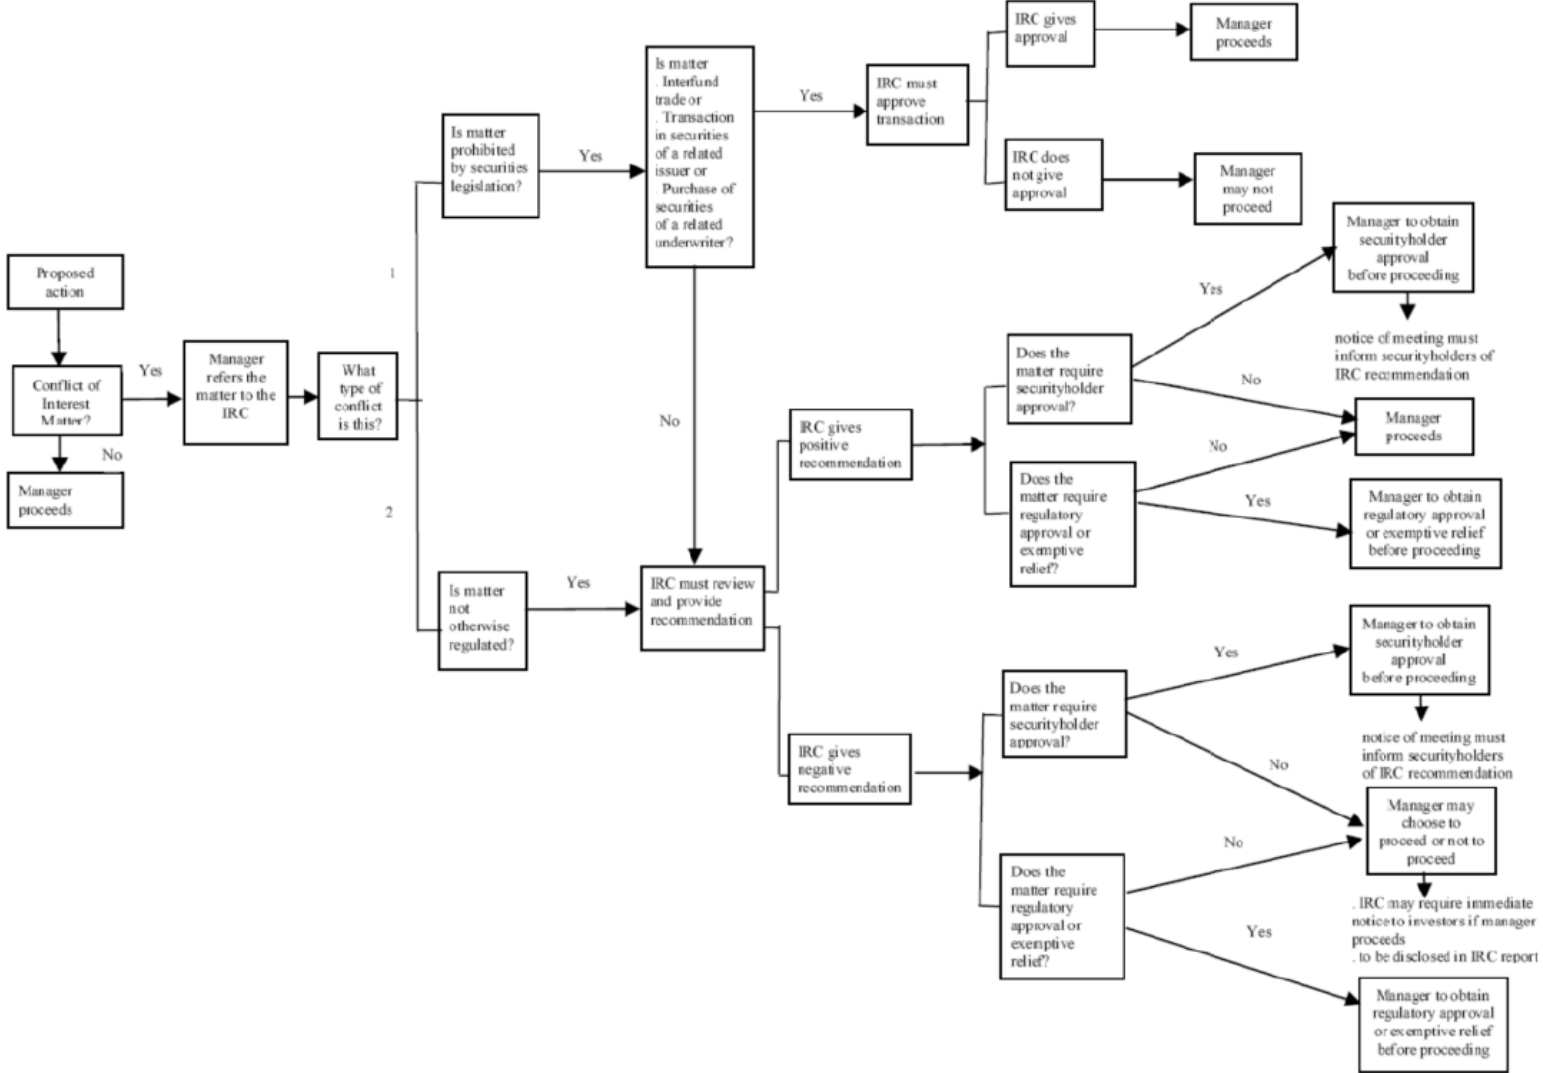 Proposed
action
Conflict of
Interest
Matter?
Yes
No
Manager
proceeds
Manager
refers the
matter to the
IRC
What
type of
conflict
is this?
1
2
Is matter
prohibited
by securities
legislation?
Yes
Is matter
. Interfund
trade or
. Transaction
in securities
of a related
issuer or
. Purchase of
securities
of a related
underwriter?
Yes
No
IRC must
approve
transaction
IRC gives
approval
Manager
proceeds
IRC does
not give
approval
Manager
may not
proceed
Is matter
not
otherwise
regulated?
Yes
IRC must review
and provide
recommendation
IRC gives
positive
recommendation
Does the
matter require
securityholder
approval?
Yes
Manager to obtain
securityholder
approval
before proceeding
notice of meeting must
inform securityholders of
IRC recommendation
No
Manager
proceeds
Does the
matter require
regulatory
approval or
exemptive
relief?
No
Yes
Manager to obtain
regulatory approval
or exemptive relief
before proceeding
IRC gives
negative
recommendation
Does the
matter require
securityholder
approval?
Yes
Manager to obtain
securityholder
approval
before proceeding
notice of meeting must
inform securityholders
of IRC recommendation
No
Manager may
choose to
proceed or not to
proceed
. IRC may require immediate
notice to investors if manager
proceeds
. to be disclosed in IRC report
Does the
matter require
regulatory
approval or
exemptive
relief?
No
Yes
Manager to obtain
regulatory approval
or exemptive relief
before proceeding